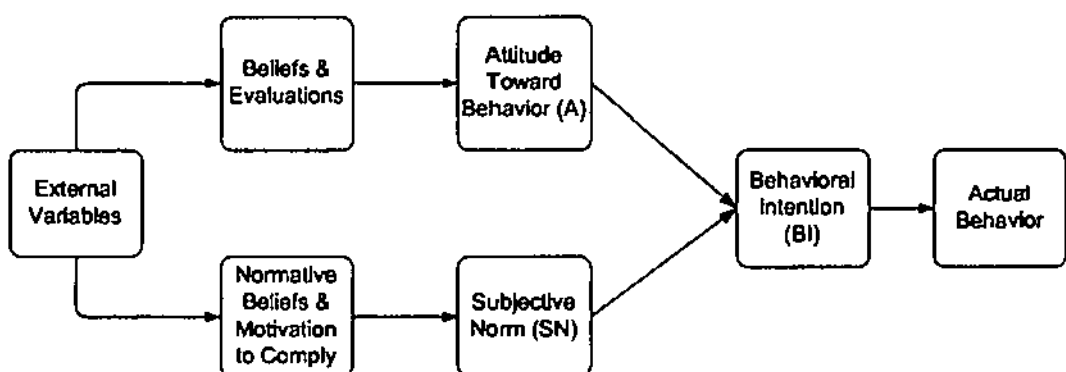 Beliefs &
Evaluations
Attitude
Toward
Behavior (A)
External
Variables
Normative
Beliefs &
Motivation
to Comply
Subjective
Norm (SN)
Behavioral
Intention
(BI)
Actual
Behavior